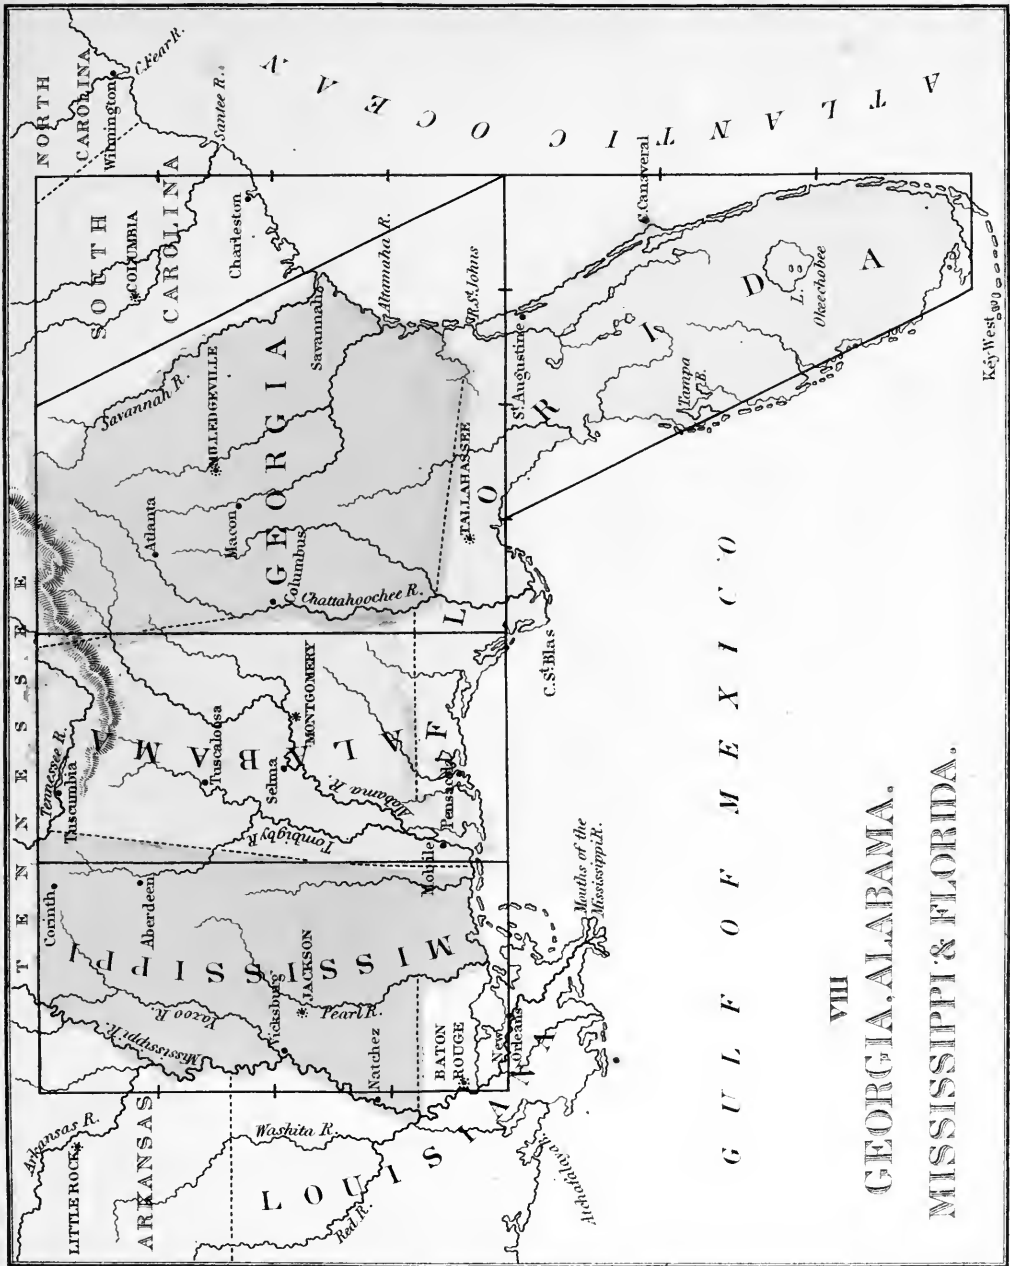 NORTH
CAROLINA
C. Fear R.
Wilmington
SOUTH
CAROLINA
COLUMBIA
Santee R.
Charleston
ATLANTIC OCEAN
TENNESSEE
Savannah R.
MILLEDGEVILLE
GEORGIA
Savannah
Altamaha R.
R. St. Johns
Atlanta
Macon
Columbus
Chattahoochee R.
TALLAHASSEE
St. Augustine
C. Canaveral
FLORIDA
Tampa
B.
L.
Okeechobee
Key West
C. St. Blas
Tennessee R.
Tuscumbia
ALABAMA
Tuscaloosa
Selma
MONTGOMERY
Alabama R.
Tombigby R
Pensacola
Mobile
Corinth
Aberdeen
MISSISSIPPI
JACKSON
Vicksburg
Pearl R.
Yazoo R.
Mississippi R.
Natchez
BATON
ROUGE
New
Orleans
Mouths of the
Mississippi R.
Arkansas R.
LITTLE ROCK
ARKANSAS
Washita R.
LOUISIANA
Red R.
Atchafalaya B.
GULF OF MEXICO
VIII
GEORGIA, ALABAMA.
MISSISSIPPI & FLORIDA.